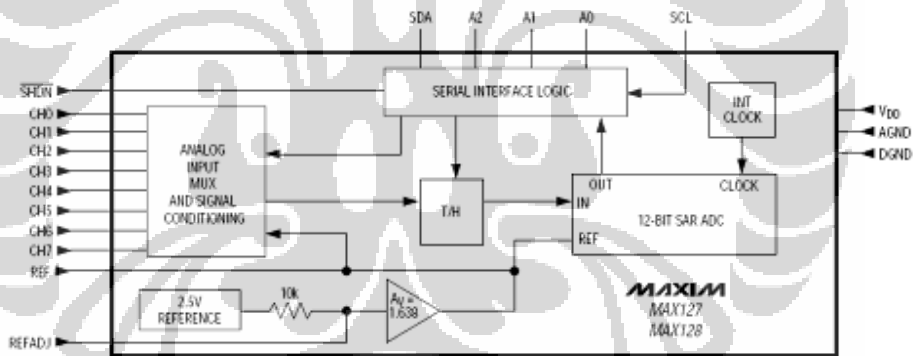 SDA A2 A1 A0 SCL
SHDN
SERIAL INTERFACE LOGIC
INT
CLOCK
VDD
AGND
DGND
CH0
CH1
CH2
CH3
CH4
CH5
CH6
CH7
REF
ANALOG
INPUT
MUX
AND SIGNAL
CONDITIONING
T/H
OUT CLOCK
IN
12-BIT SAR ADC
REF
2.5V
REFERENCE
10k
AV =
1.638
MAXIM
MAX127
MAX128
REFADJ